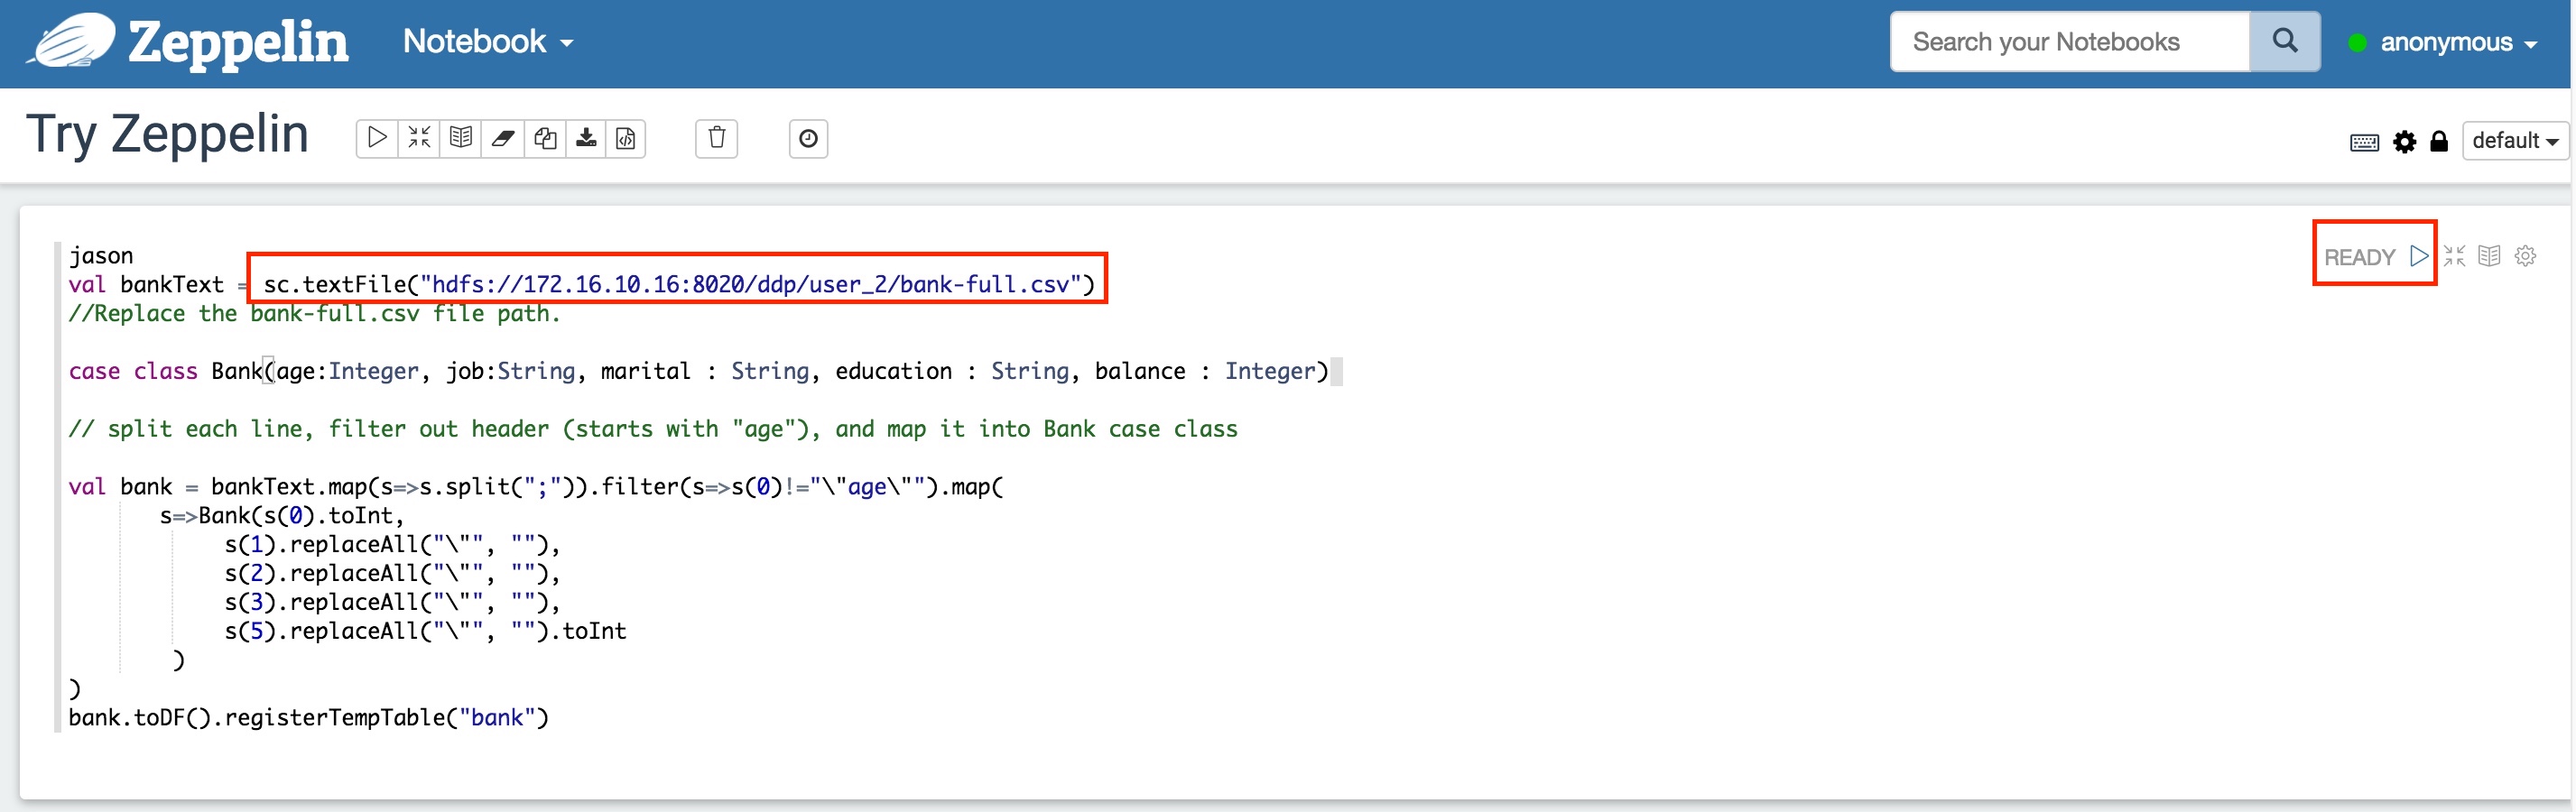 Zeppelin Notebook Search your Notebooks anonymous
Try Zeppelin default
READY
jason
val bankText = sc.textFile("hdfs://172.16.10.16:8020/ddp/user_2/bank-full.csv")
//Replace the bank-full.csv file path.
case class Bank(age:Integer, job:String, marital : String, education : String, balance : Integer)
// split each line, filter out header (starts with "age"), and map it into Bank case class
val bank = bankText.map(s=>s.split(";")).filter(s=>s(0)!="\"age\"").map(
s=>Bank(s(0).toInt,
s(1).replaceAll("\"", ""),
s(2).replaceAll("\"", ""),
s(3).replaceAll("\"", ""),
s(5).replaceAll("\"", "").toInt
)
)
bank.toDF().registerTempTable("bank")